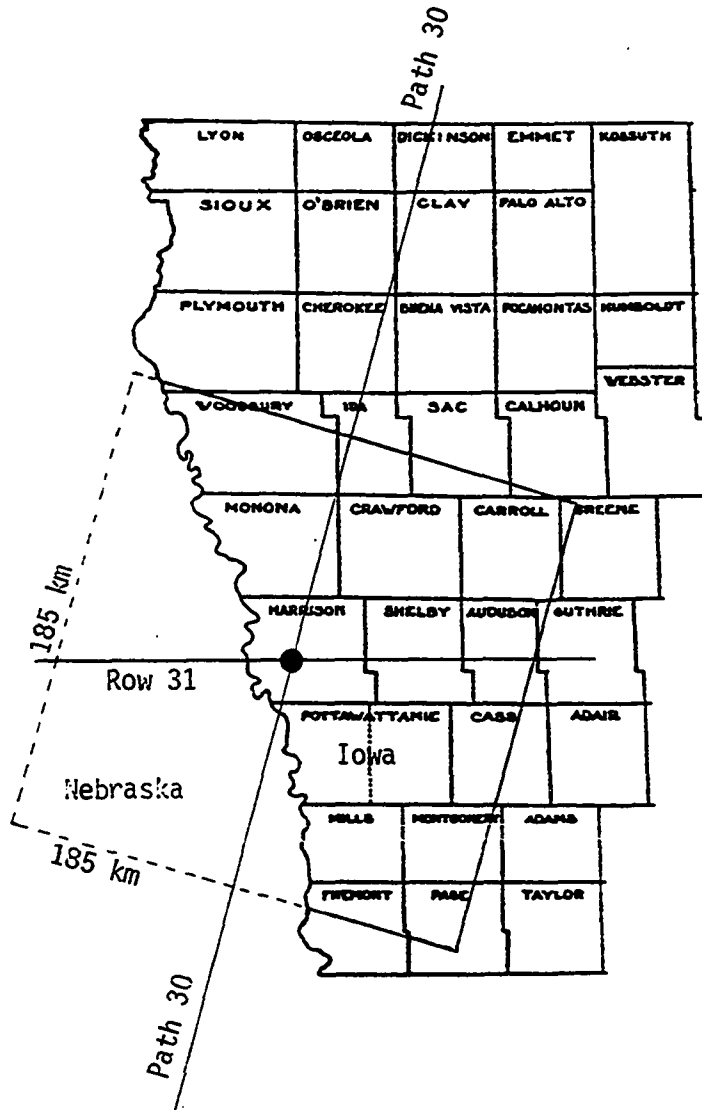 Path 30
LYON OSCEOLA DICKINSON EMMET KOSSUTH
SIOUX O'BRIEN CLAY PALO ALTO
PLYMOUTH CHEROKEE BUENA VISTA POCAHONTAS HUMBOLDT
WEBSTER
WOODBURY IDA SAC CALHOUN
MONONA CRAWFORD CARROLL GREENE
185 km
HARRISON SHELBY AUDUBON GUTHRIE
Row 31
POTTAWATTAMIE CASS ADAIR
Iowa
Nebraska
MILLS MONTGOMERY ADAMS
185 km
FREMONT PAGE TAYLOR
Path 30